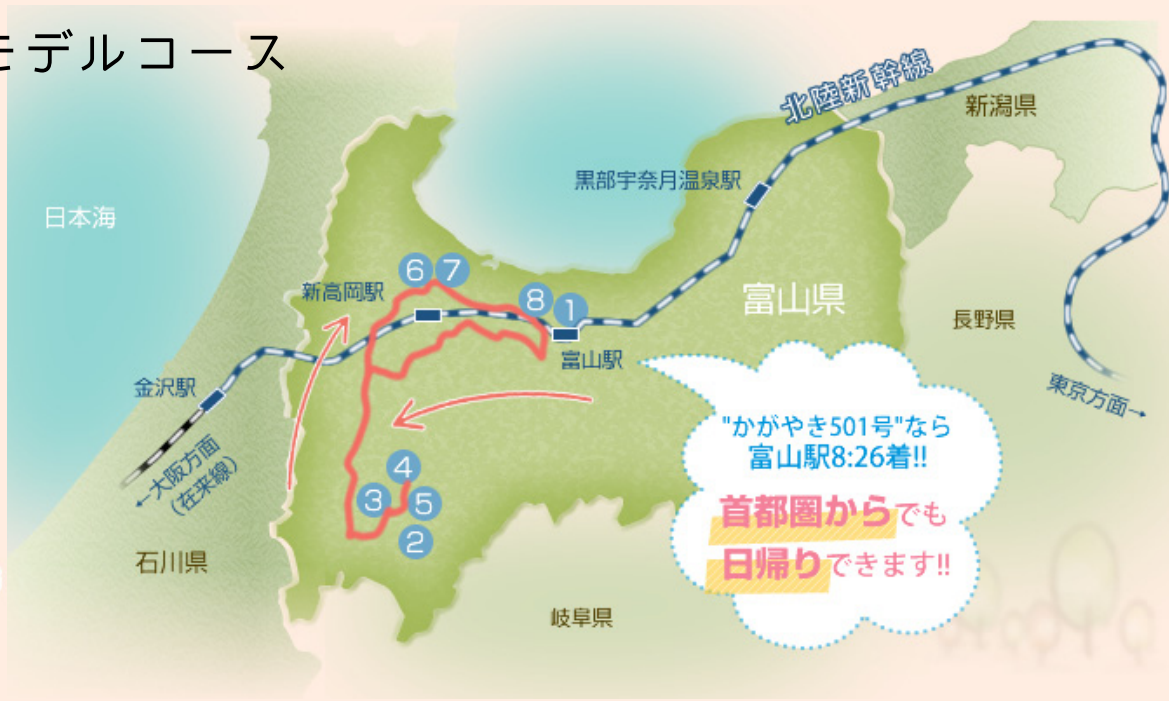 モデルコース
北陸新幹線
新潟県
黒部宇奈月温泉駅
日本海
6 7
新高岡駅
8 1
富山県
長野県
富山駅
金沢駅
東京方面→
"かがやき501号"なら
富山駅8:26着!!
←大阪方面
(在来線)
4
3
5
2
首都圏からでも
日帰りできます!!
石川県
岐阜県